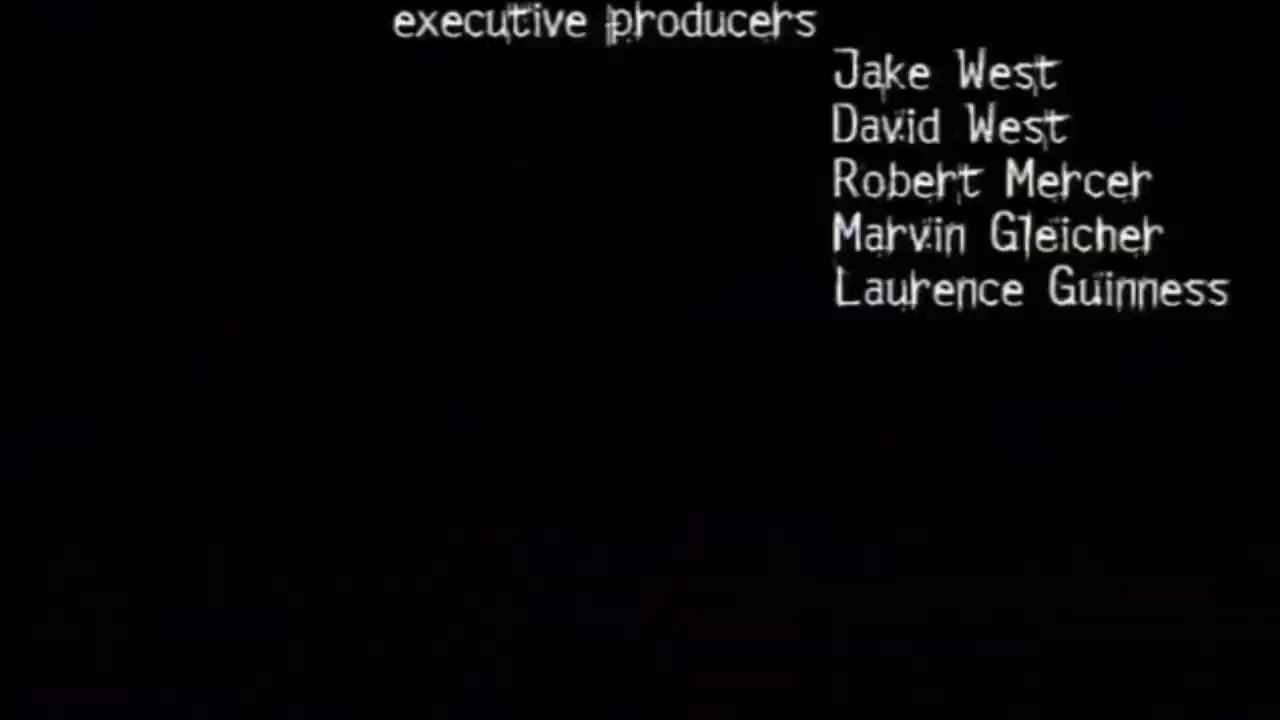 executive producers
Jake West
David West
Robert Mercer
Marvin Gleicher
Laurence Guinness